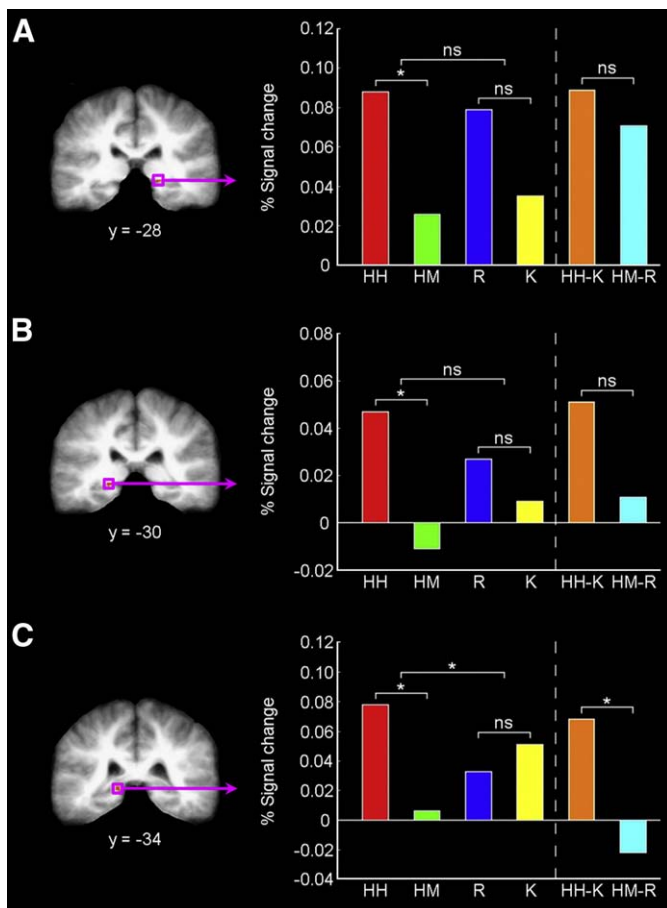 A
y = -28
% Signal change
0.12
0.10
0.08
0.06
0.04
0.02
0
ns
*
ns
ns
HH HM R K HH-K HM-R
B
y = -30
% Signal change
0.08
0.06
0.04
0.02
0
-0.02
ns
*
ns
ns
HH HM R K HH-K HM-R
C
y = -34
% Signal change
0.12
0.10
0.08
0.06
0.04
0.02
0
-0.02
-0.04
*
*
ns
*
HH HM R K HH-K HM-R